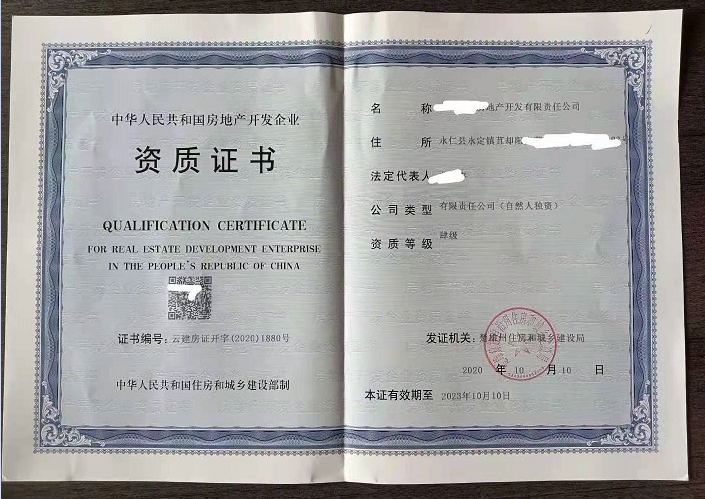 中华人民共和国房地产开发企业
资质证书
QUALIFICATION CERTIFICATE
FOR REAL ESTATE DEVELOPMENT ENTERPRISE
IN THE PEOPLE'S REPUBLIC OF CHINA
证书编号：云建房证开字(2020)1880号
中华人民共和国住房和城乡建设部制
名 称 地产开发有限责任公司
住 所 永仁县永定镇苴却
法定代表人
公司类型 有限责任公司（自然人独资）
资质等级 肆级
发证机关：楚雄州住房和城乡建设局
2020 年 10 月 10 日
本证有效期至 2023年10月10日